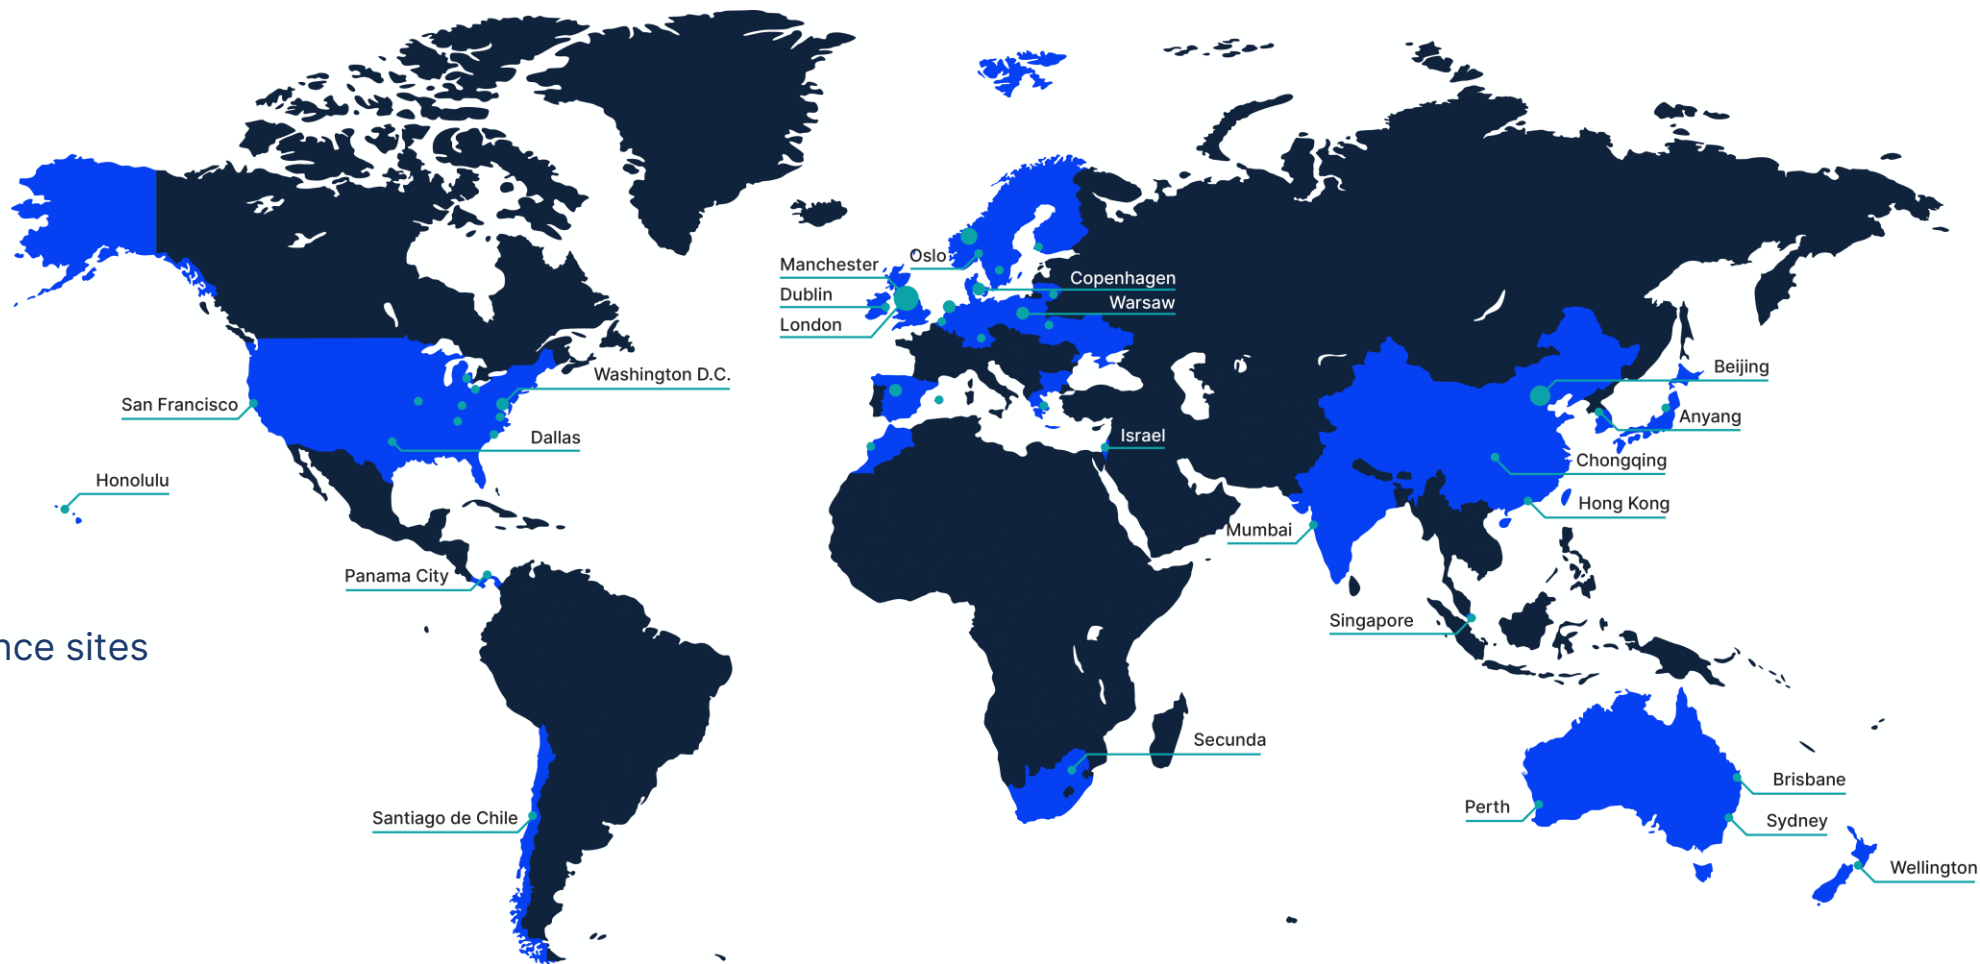 Manchester
Oslo
Dublin
London
Copenhagen
Warsaw
Washington D.C.
San Francisco
Dallas
Honolulu
Panama City
Santiago de Chile
Israel
Beijing
Anyang
Chongqing
Hong Kong
Mumbai
Singapore
nce sites
Secunda
Brisbane
Perth
Sydney
Wellington